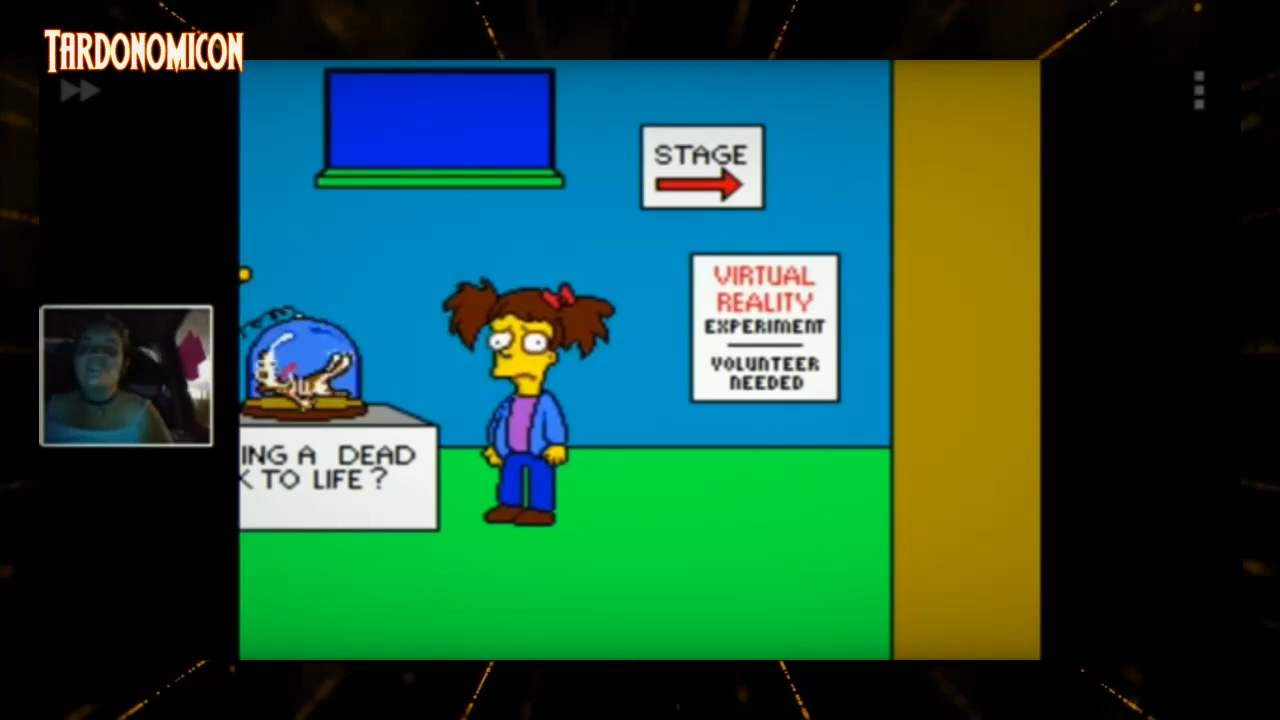 TARDONOMICON
STAGE
VIRTUAL
REALITY
EXPERIMENT
VOLUNTEER
NEEDED
ING A DEAD
K TO LIFE?